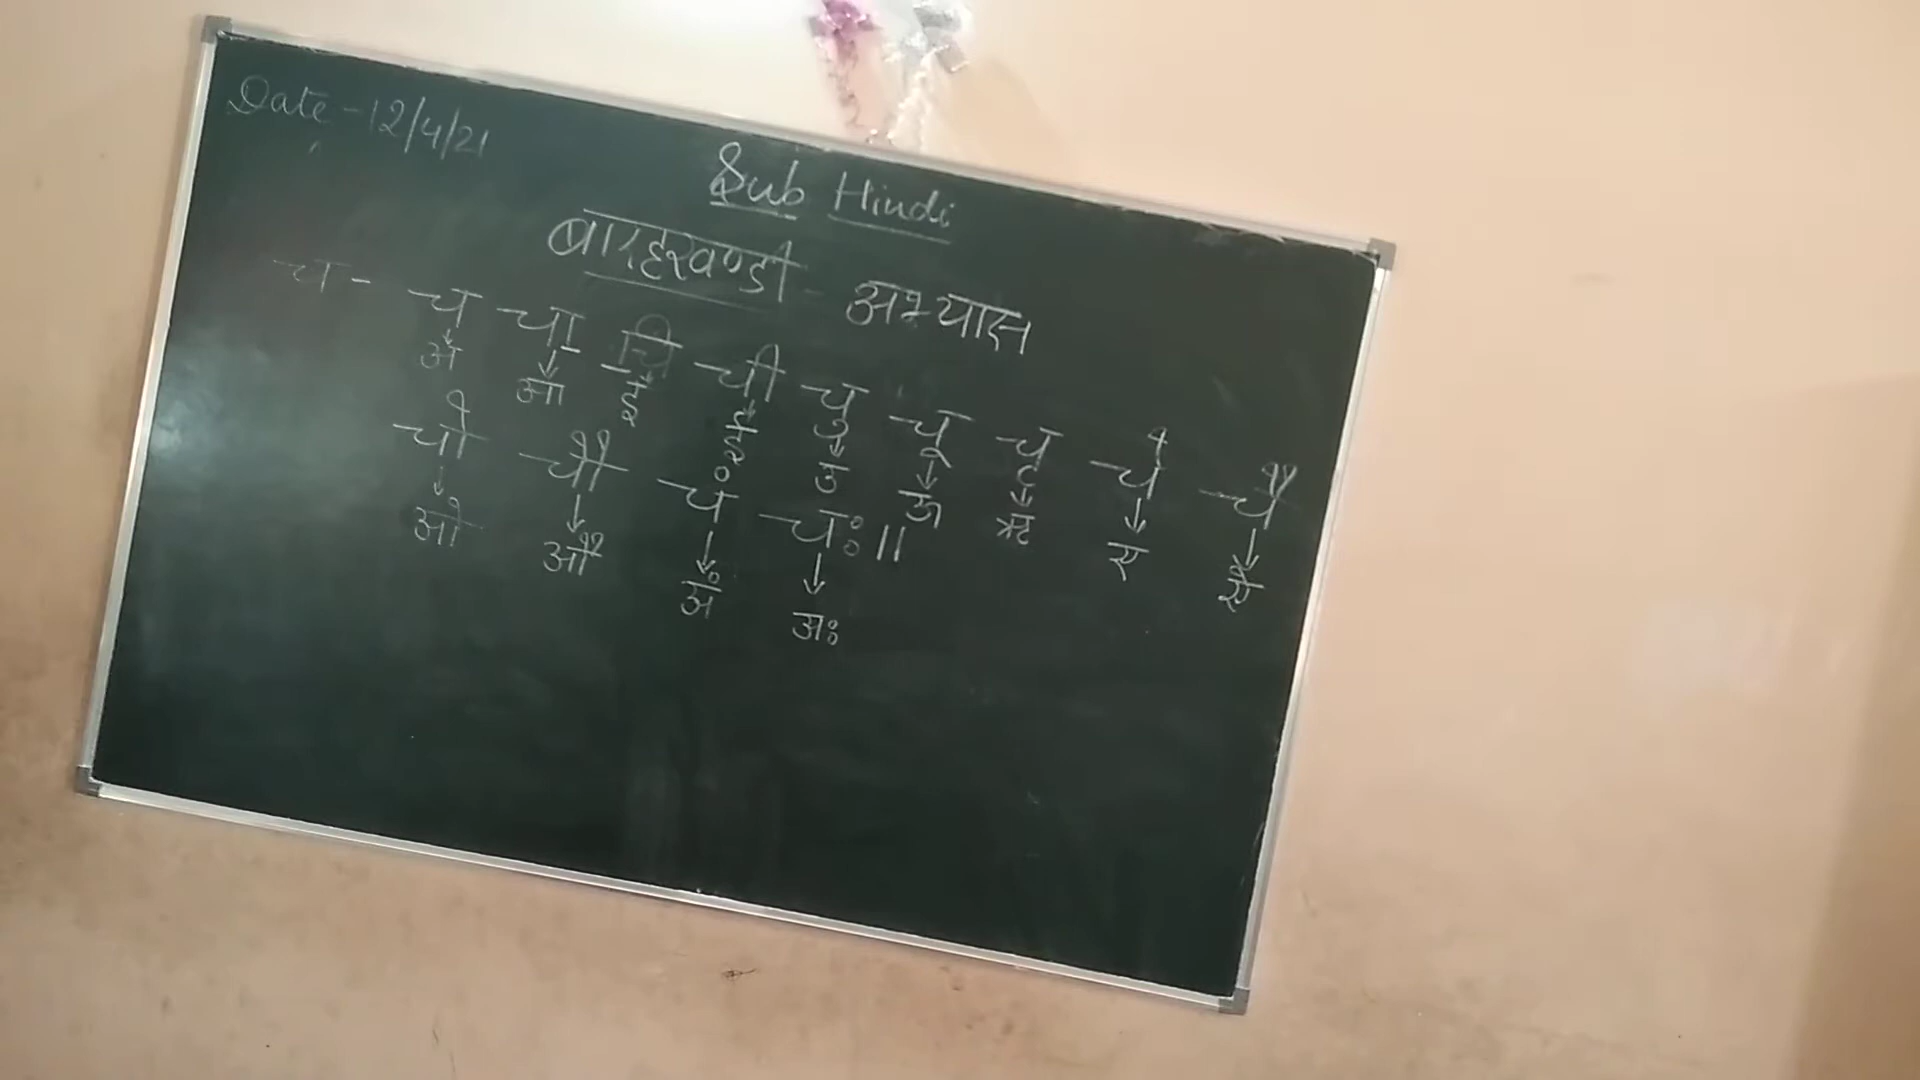 Date - 12/4/21
Sub Hindi
बारहखण्डी - अभ्यास
च - च चा चि ची चु चू चृ चे चै
↓ ↓ ↓ ↓ ↓ ↓ ↓ ↓ ↓
अ आ इ ई उ ऊ ऋ ए ऐ
चो चौ चं चः ॥
↓ ↓ ↓ ↓
ओ औ अं अः